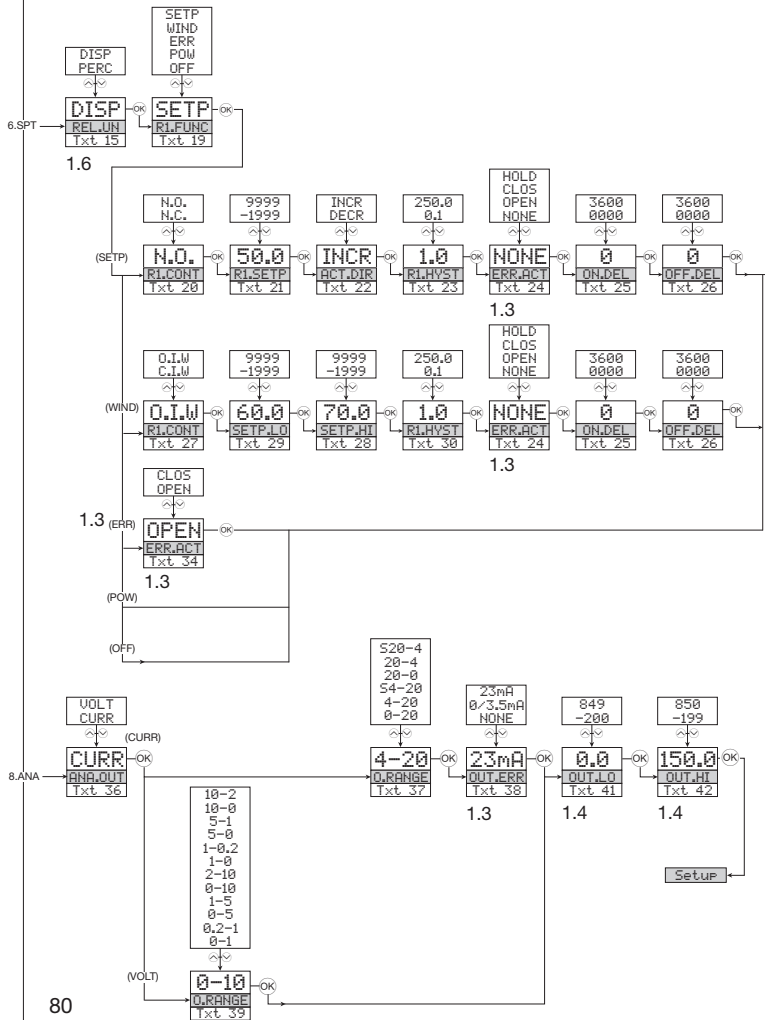 SETP
WIND
ERR
POW
OFF
DISP
PERC
6.SPT
DISP
REL.UN
Txt 15
OK
SETP
R1.FUNC
Txt 19
OK
1.6
(SETP)
N.O.
N.C.
N.O.
R1.CONT
Txt 20
OK
9999
-1999
50.0
R1.SETP
Txt 21
OK
INCR
DECR
INCR
ACT.DIR
Txt 22
OK
250.0
0.1
1.0
R1.HYST
Txt 23
OK
HOLD
CLOS
OPEN
NONE
NONE
ERR.ACT
Txt 24
OK
1.3
3600
0000
0
ON.DEL
Txt 25
OK
3600
0000
0
OFF.DEL
Txt 26
OK
(WIND)
O.I.W
C.I.W
O.I.W
R1.CONT
Txt 27
OK
9999
-1999
60.0
SETP.LO
Txt 29
OK
9999
-1999
70.0
SETP.HI
Txt 28
OK
250.0
0.1
1.0
R1.HYST
Txt 30
OK
HOLD
CLOS
OPEN
NONE
NONE
ERR.ACT
Txt 24
OK
1.3
3600
0000
0
ON.DEL
Txt 25
OK
3600
0000
0
OFF.DEL
Txt 26
OK
1.3
(ERR)
CLOS
OPEN
OPEN
ERR.ACT
Txt 34
OK
1.3
(POW)
(OFF)
8.ANA
VOLT
CURR
CURR
ANA.OUT
Txt 36
(CURR)
OK
S20-4
20-4
20-0
S4-20
4-20
0-20
4-20
O.RANGE
Txt 37
OK
23mA
0/3.5mA
NONE
23mA
OUT.ERR
Txt 38
OK
1.3
849
-200
0.0
OUT.LO
Txt 41
OK
1.4
850
-199
150.0
OUT.HI
Txt 42
OK
1.4
Setup
10-2
10-0
5-1
5-0
1-0.2
1-0
2-10
0-10
1-5
0-5
0.2-1
0-1
(VOLT)
0-10
O.RANGE
Txt 39
OK
80